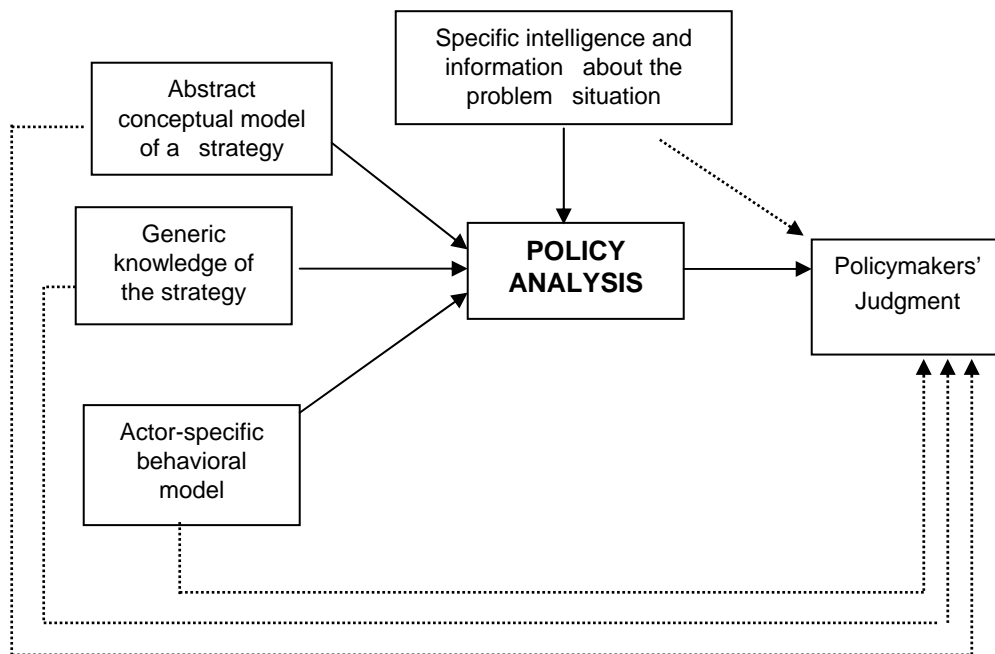 Specific intelligence and
information about the
problem situation
Abstract
conceptual model
of a strategy
Generic
knowledge of
the strategy
POLICY
ANALYSIS
Policymakers’
Judgment
Actor-specific
behavioral
model